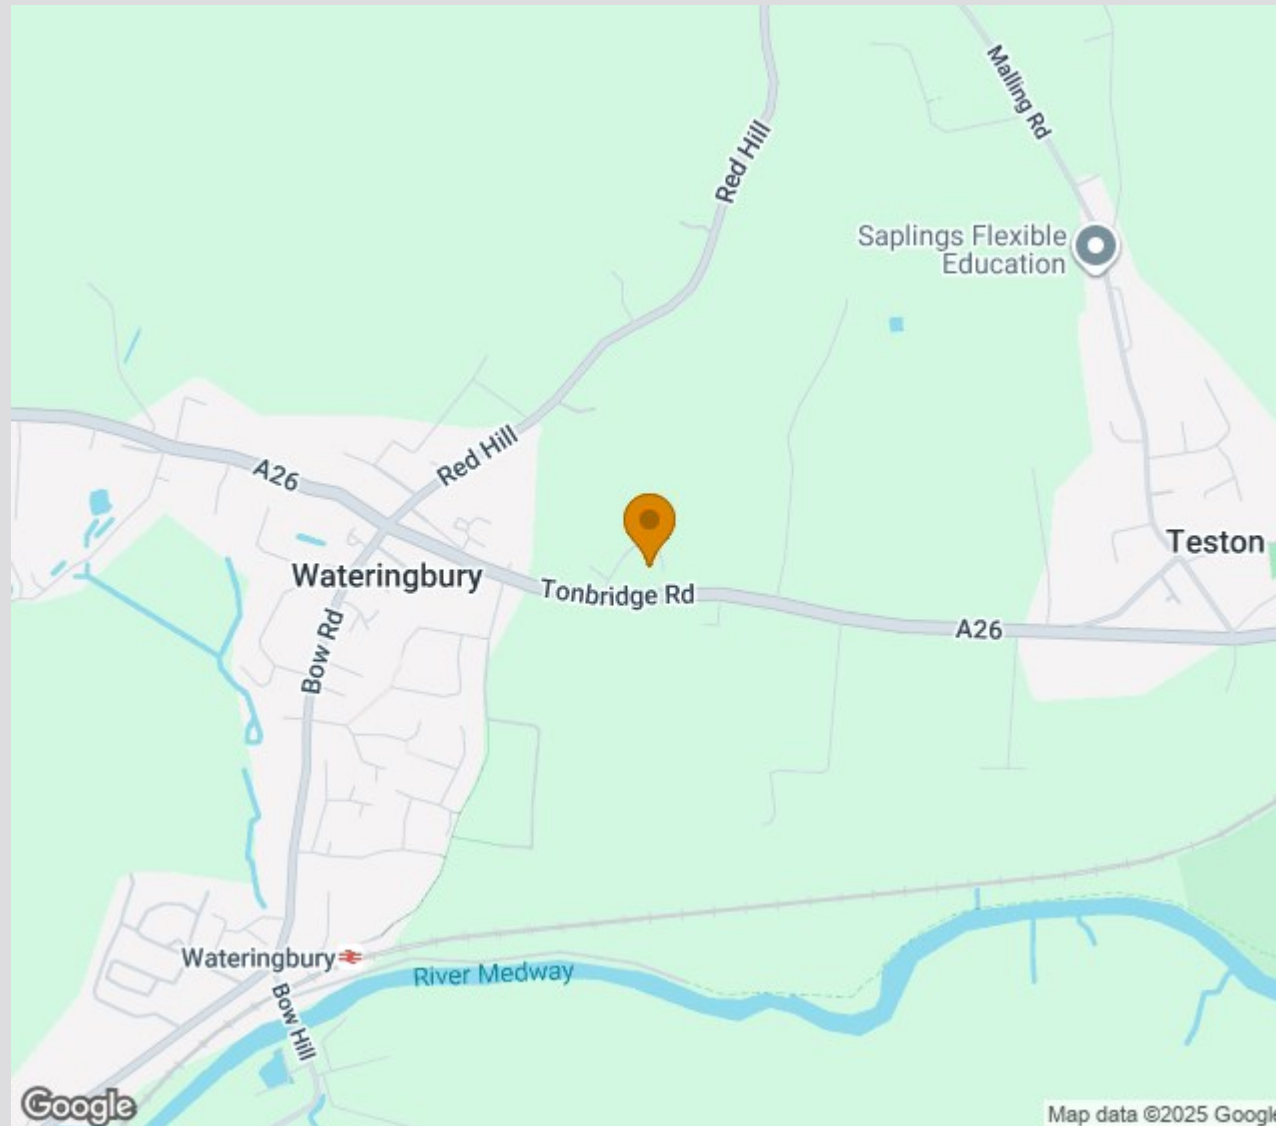 Malling Rd
Red Hill
Saplings Flexible
Education
Red Hill
A26
Teston
Wateringbury
Tonbridge Rd
A26
Bow Rd
Wateringbury
River Medway
Bow Hill
Google
Map data ©2025 Google